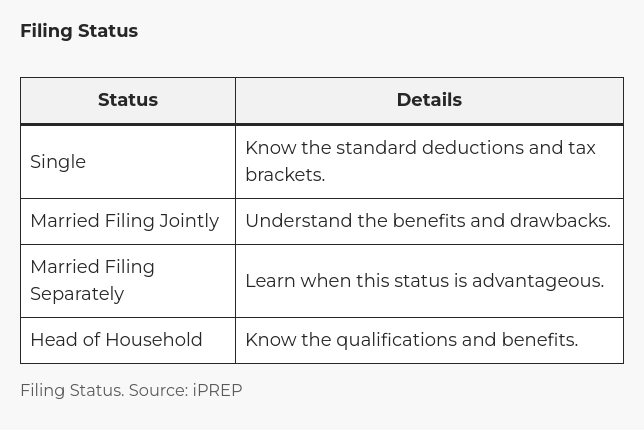 Filing Status
Status
Details
Single
Know the standard deductions and tax
brackets.
Married Filing Jointly
Understand the benefits and drawbacks.
Married Filing
Separately
Learn when this status is advantageous.
Head of Household
Know the qualifications and benefits.
Filing Status. Source: iPREP